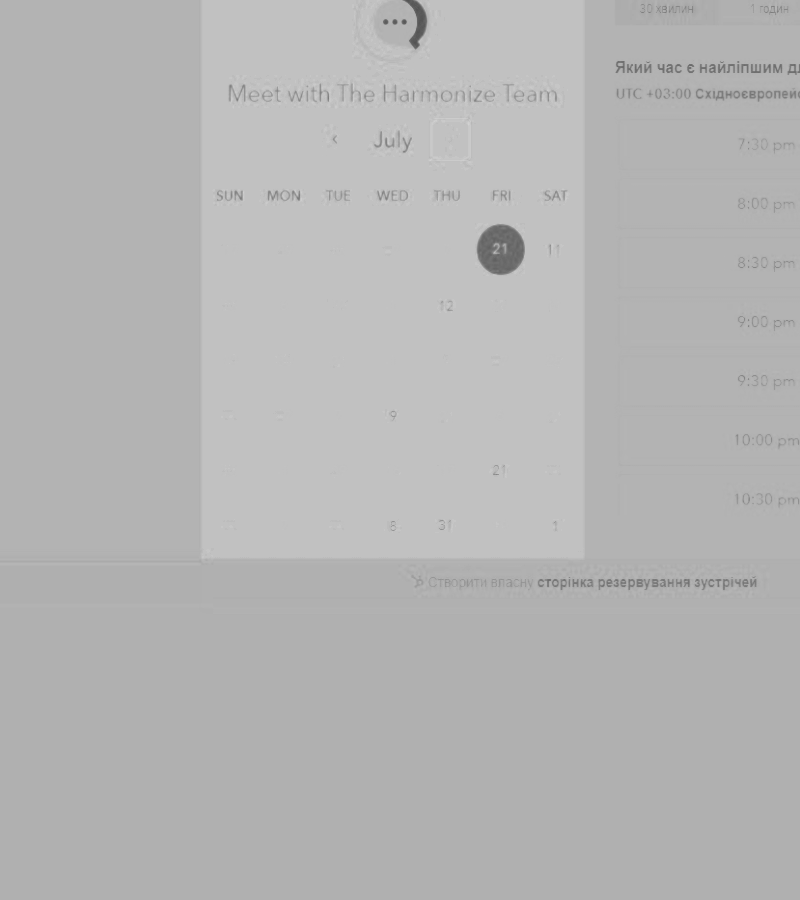 30 хвилин 1 годин
Meet with The Harmonize Team
Який час є найліпшим
UTC +03:00
July
SUN MON TUE WED THU FRI SAT
21 11
12
9
21
8 31 1
7:30 pm
8:00 pm
8:30 pm
9:00 pm
9:30 pm
10:00 pm
10:30 pm
Створити власну сторінка резервування зустрічей